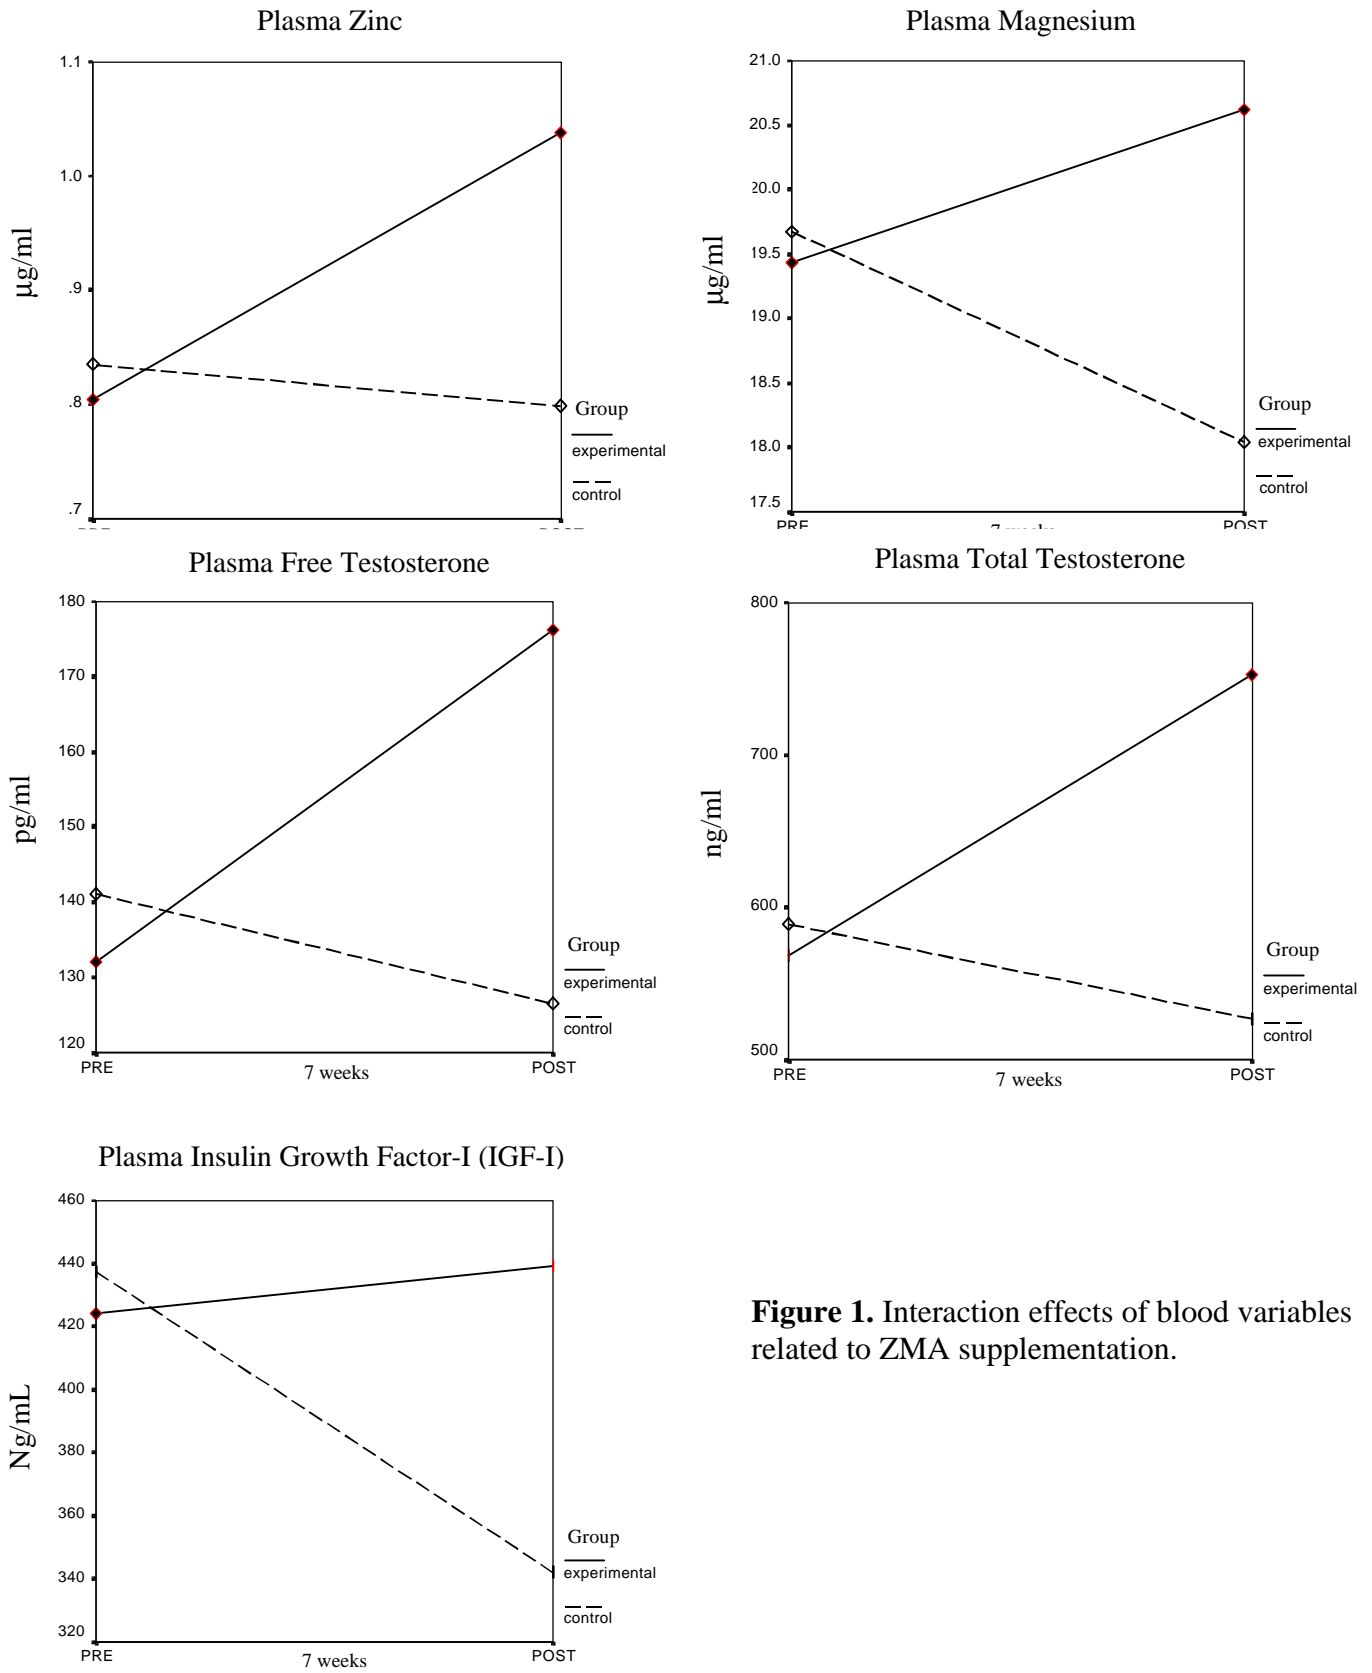 Plasma Zinc
1.1
1.0
.9
.8
.7
µg/ml
Group
experimental
control
Plasma Magnesium
21.0
20.5
20.0
19.5
19.0
18.5
18.0
17.5
µg/ml
Group
experimental
control
PRE
POST
Plasma Free Testosterone
180
170
160
150
140
130
120
pg/ml
Group
experimental
control
PRE
7 weeks
POST
Plasma Total Testosterone
800
700
600
500
ng/ml
Group
experimental
control
PRE
7 weeks
POST
Plasma Insulin Growth Factor-I (IGF-I)
460
440
420
400
380
360
340
320
Ng/mL
Group
experimental
control
PRE
7 weeks
POST
Figure 1. Interaction effects of blood variables
related to ZMA supplementation.